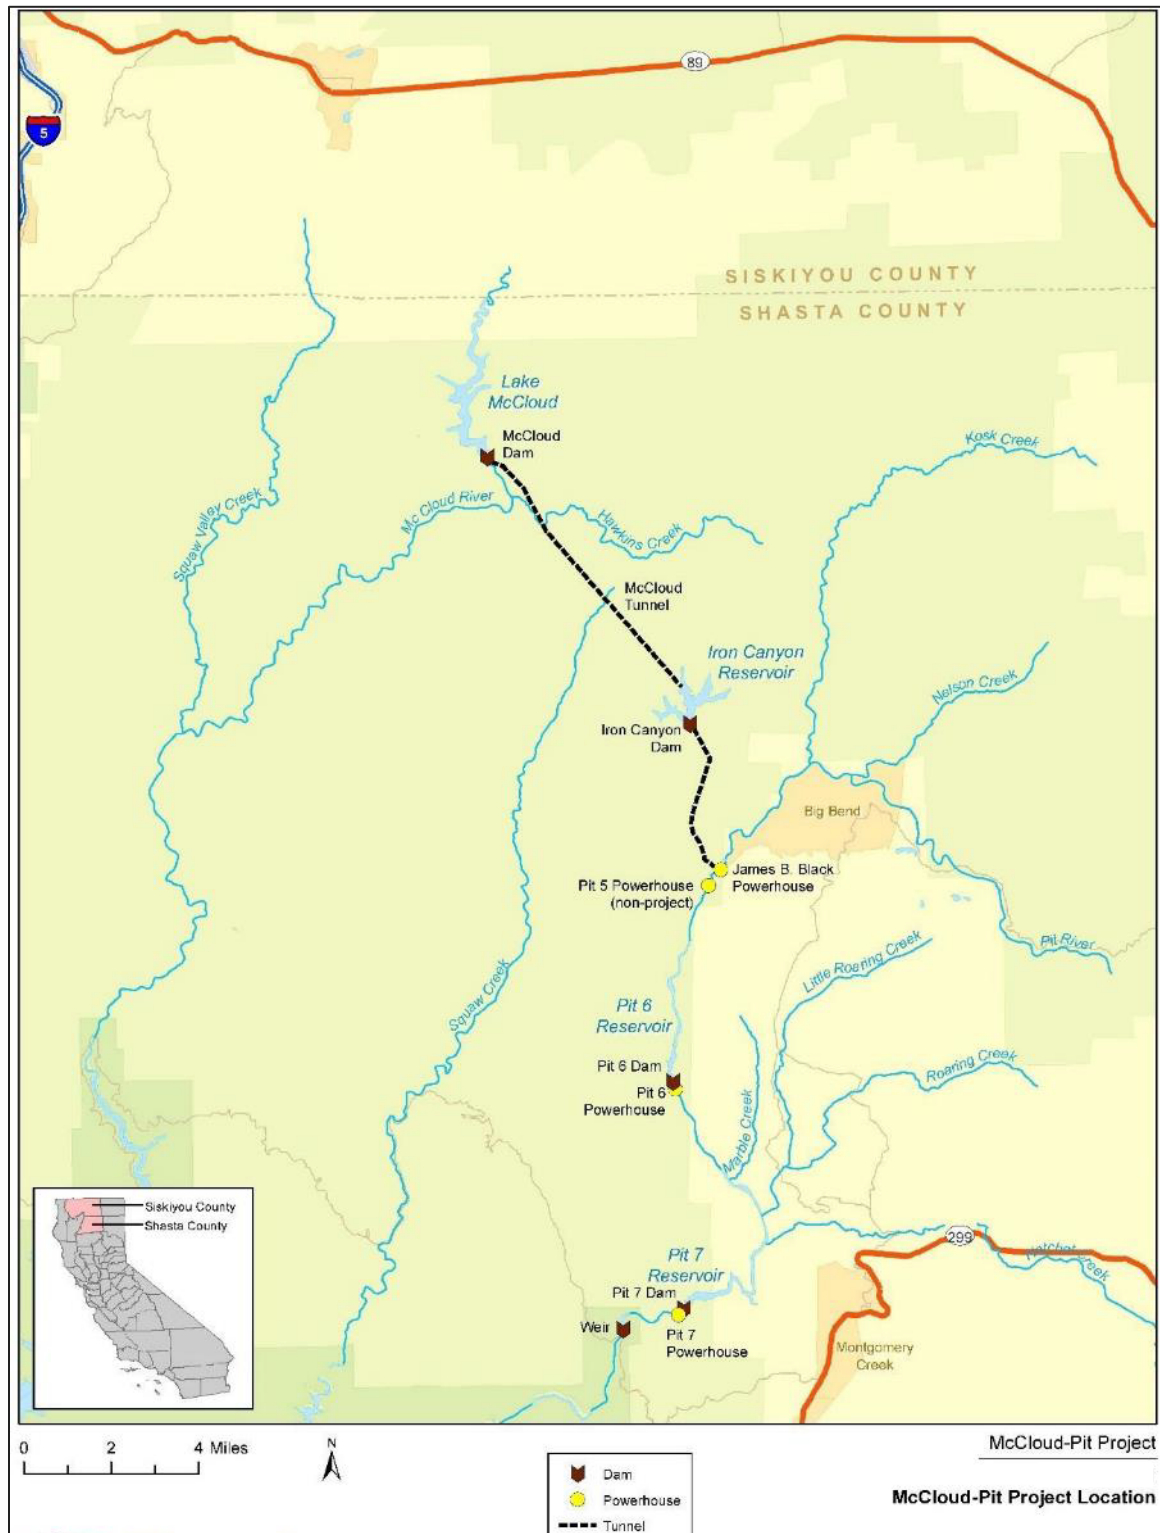 89
5
SISKIYOU COUNTY
SHASTA COUNTY
Lake
McCloud
McCloud
Dam
Kosk Creek
Squaw Valley Creek
Mc Cloud River
Hawkins Creek
McCloud
Tunnel
Iron Canyon
Reservoir
Nelson Creek
Iron Canyon
Dam
Big Bend
James B. Black
Powerhouse
Pit 5 Powerhouse
(non-project)
Pit River
Little Roaring Creek
Squaw Creek
Pit 6
Reservoir
Roaring Creek
Pit 6 Dam
Pit 6
Powerhouse
Marble Creek
Siskiyou County
Shasta County
299
Hatchet Creek
Pit 7
Reservoir
Pit 7 Dam
Weir
Pit 7
Powerhouse
Montgomery
Creek
0 2 4 Miles
N
McCloud-Pit Project
Dam
Powerhouse
McCloud-Pit Project Location
Tunnel